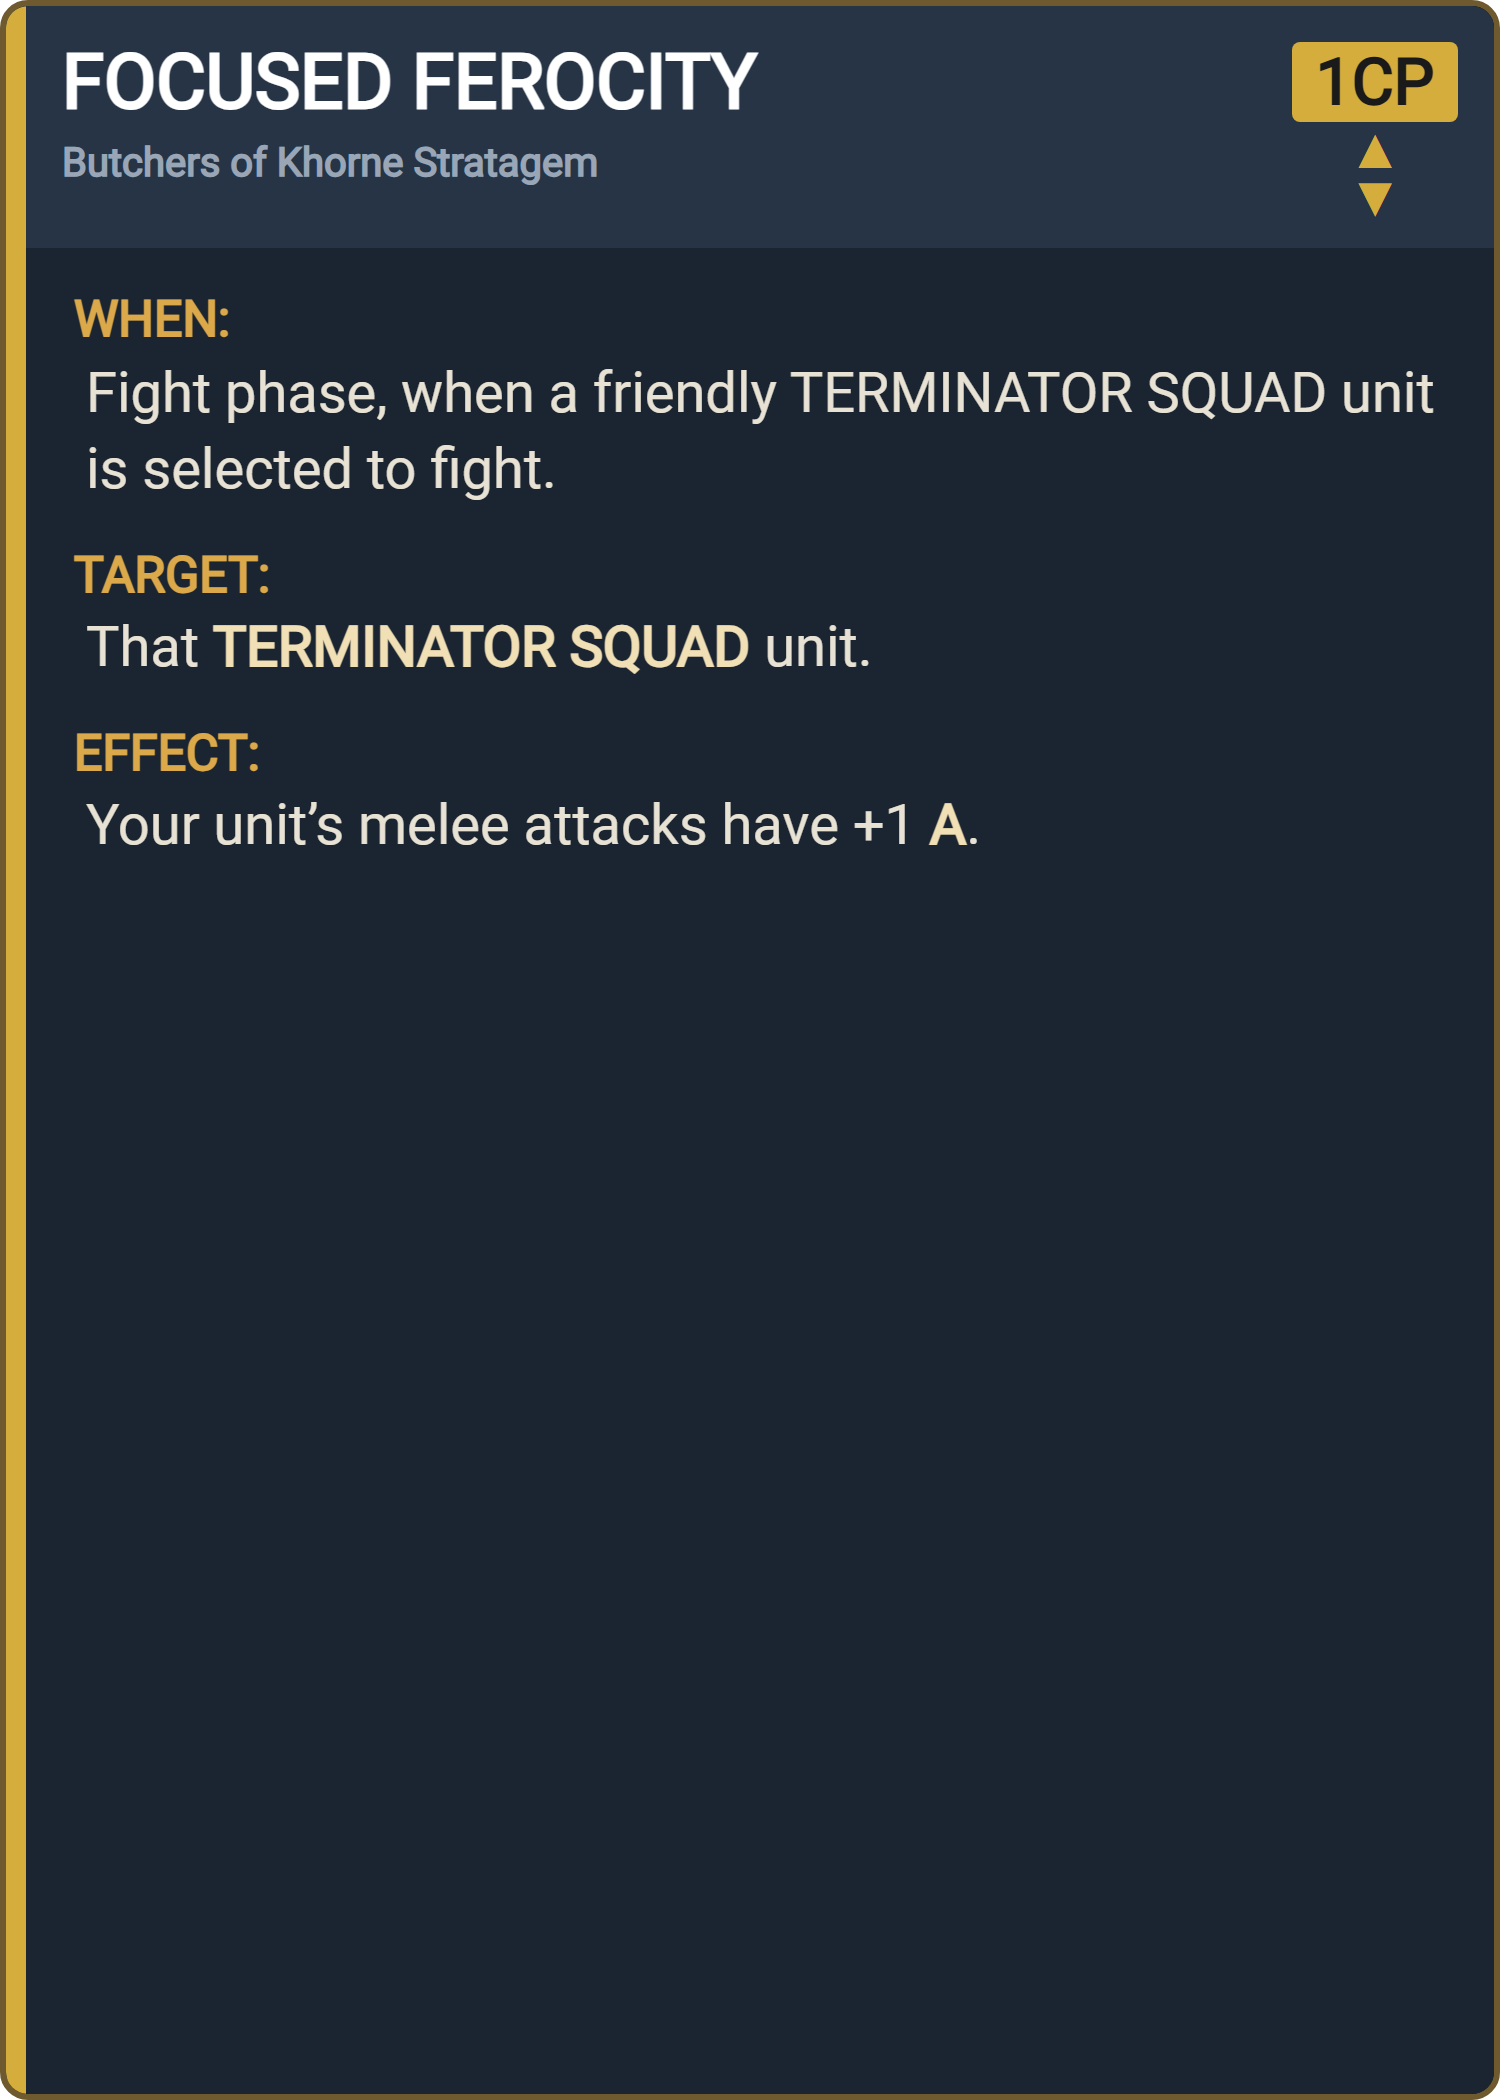 FOCUSED FEROCITY
Butchers of Khorne Stratagem
1CP
▲
▼
WHEN:
Fight phase, when a friendly TERMINATOR SQUAD unit
is selected to fight.
TARGET:
That TERMINATOR SQUAD unit.
EFFECT:
Your unit’s melee attacks have +1 A.